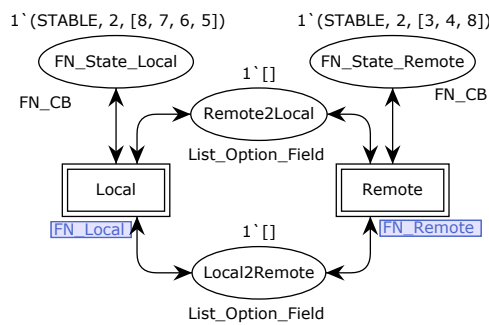 1`(STABLE, 2, [8, 7, 6, 5])
1`(STABLE, 2, [3, 4, 8])
FN_State_Local
FN_State_Remote
1`[]
FN_CB
FN_CB
Remote2Local
List_Option_Field
Local
Remote
FN_Local
FN_Remote
1`[]
Local2Remote
List_Option_Field